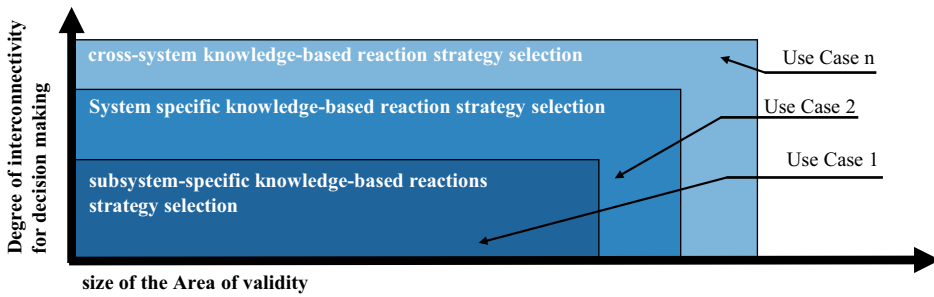 Degree of interconnectivity
for decision making
cross-system knowledge-based reaction strategy selection
Use Case n
System specific knowledge-based reaction strategy selection
Use Case 2
subsystem-specific knowledge-based reactions
strategy selection
Use Case 1
size of the Area of validity